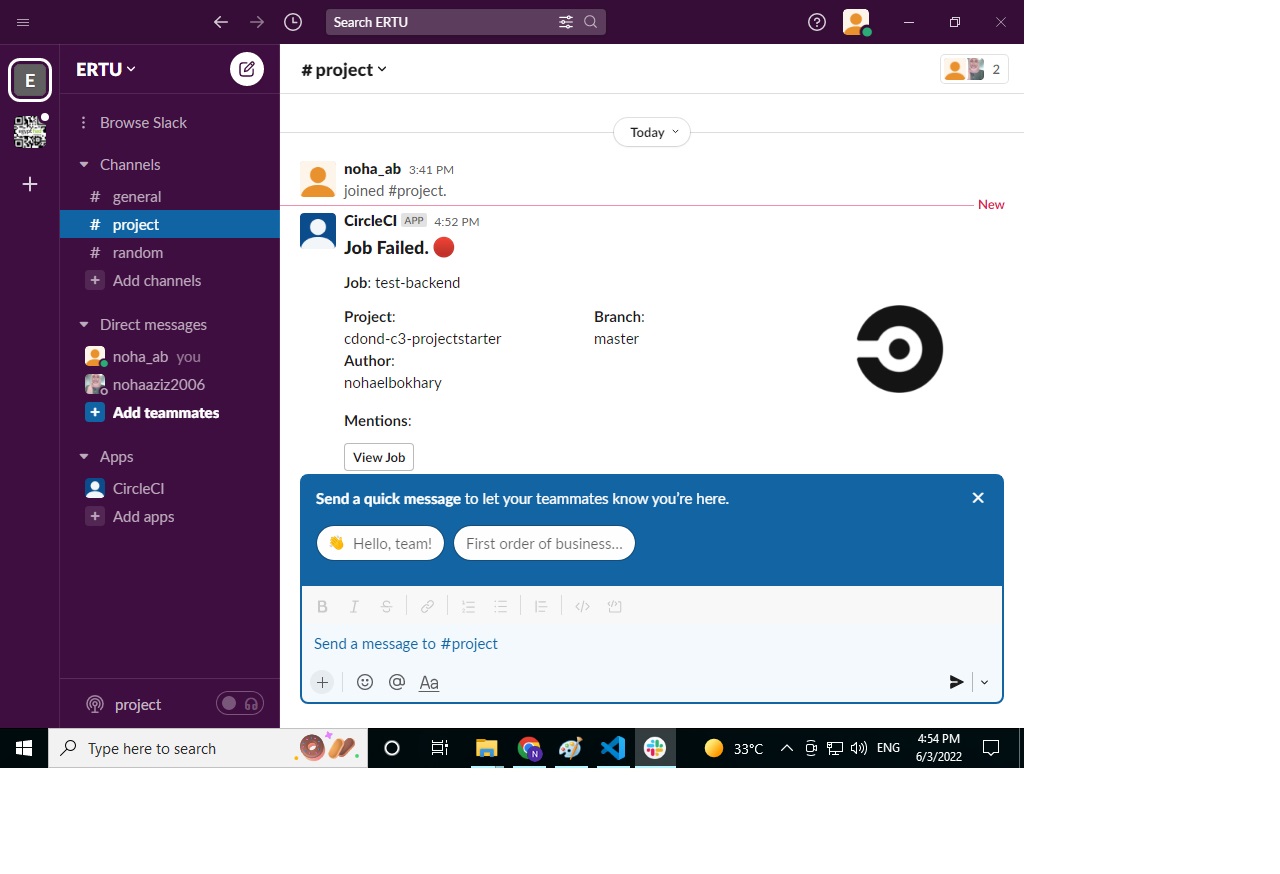 Search ERTU
E
ERTU
# project
2
Browse Slack
Today
Channels
noha_ab 3:41 PM
joined #project.
# general
New
# project
CircleCI APP 4:52 PM
# random
Job Failed.
+ Add channels
Job: test-backend
Direct messages
Project:
Branch:
cdond-c3-projectstarter
master
noha_ab you
Author:
nohaaziz2006
nohaelbokhary
+ Add teammates
Mentions:
Apps
View Job
CircleCI
Send a quick message to let your teammates know you're here.
+ Add apps
Hello, team!
First order of business...
B I S
Send a message to #project
+ @ Aa
project
Type here to search
N
33°C
ENG
4:54 PM
6/3/2022